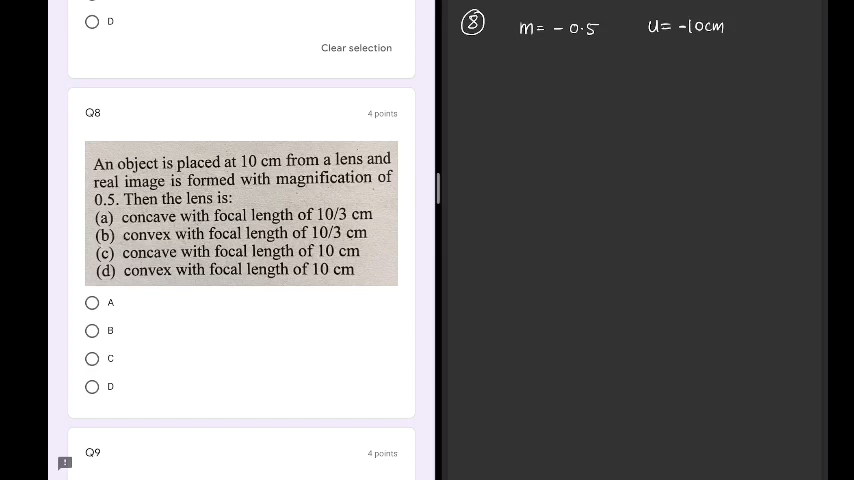 D
Clear selection
Q8
4 points
An object is placed at 10 cm from a lens and
real image is formed with magnification of
0.5. Then the lens is:
(a) concave with focal length of 10/3 cm
(b) convex with focal length of 10/3 cm
(c) concave with focal length of 10 cm
(d) convex with focal length of 10 cm
A
B
C
D
Q9
4 points
8 m= -0.5 u= -10cm